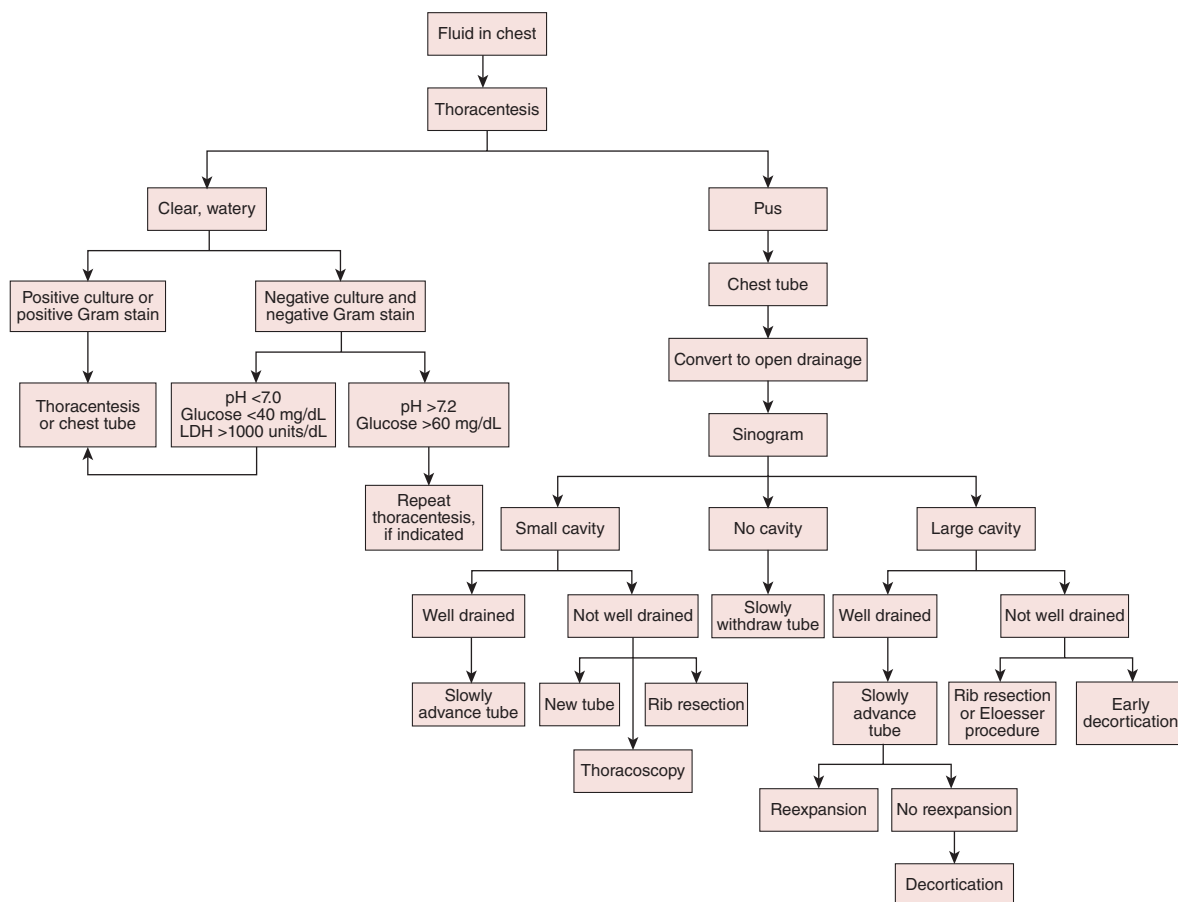 Fluid in chest
Thoracentesis
Clear, watery
Pus
Positive culture or
positive Gram stain
Negative culture and
negative Gram stain
Chest tube
Convert to open drainage
Thoracentesis
or chest tube
pH <7.0
Glucose <40 mg/dL
LDH >1000 units/dL
pH >7.2
Glucose >60 mg/dL
Sinogram
Repeat
thoracentesis,
if indicated
Small cavity
No cavity
Large cavity
Well drained
Not well drained
Slowly
withdraw tube
Well drained
Not well drained
Slowly
advance tube
New tube
Rib resection
Thoracoscopy
Slowly
advance
tube
Rib resection
or Eloesser
procedure
Early
decortication
Reexpansion
No reexpansion
Decortication